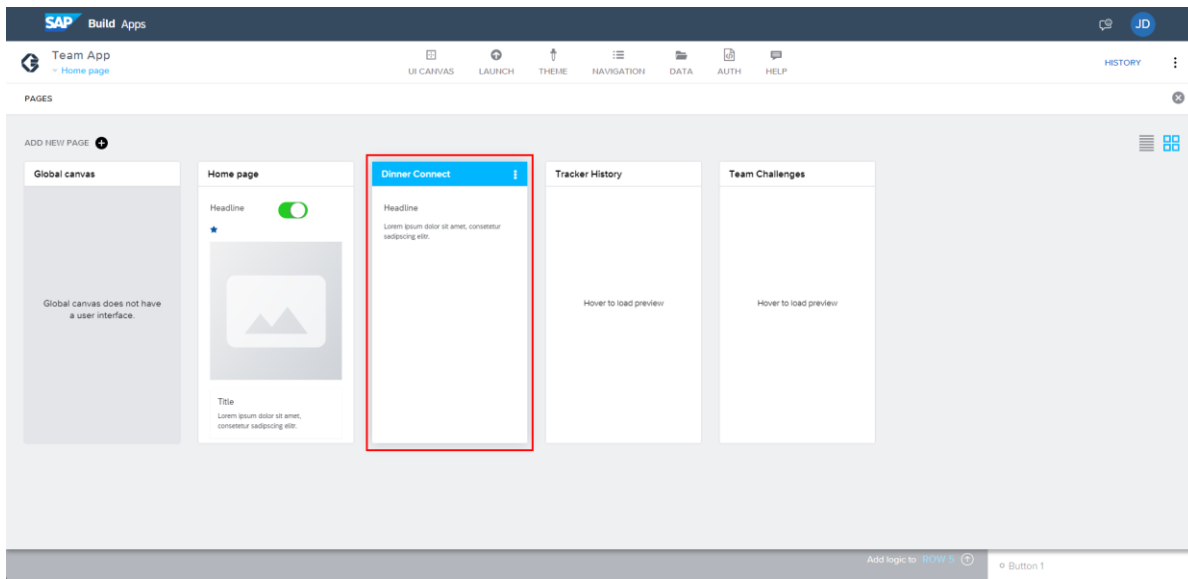 SAP Build Apps
JD
Team App
Home page
UI CANVAS
LAUNCH
THEME
NAVIGATION
DATA
AUTH
HELP
HISTORY
PAGES
ADD NEW PAGE
Global canvas
Home page
Dinner Connect
Tracker History
Team Challenges
Global canvas does not have
a user interface.
Headline
Title
Lorem ipsum dolor sit amet,
consetetur sadipscing elitr.
Headline
Lorem ipsum dolor sit amet, consetetur
sadipscing elitr.
Hover to load preview
Hover to load preview
Add logic to ROW 5
Button 1